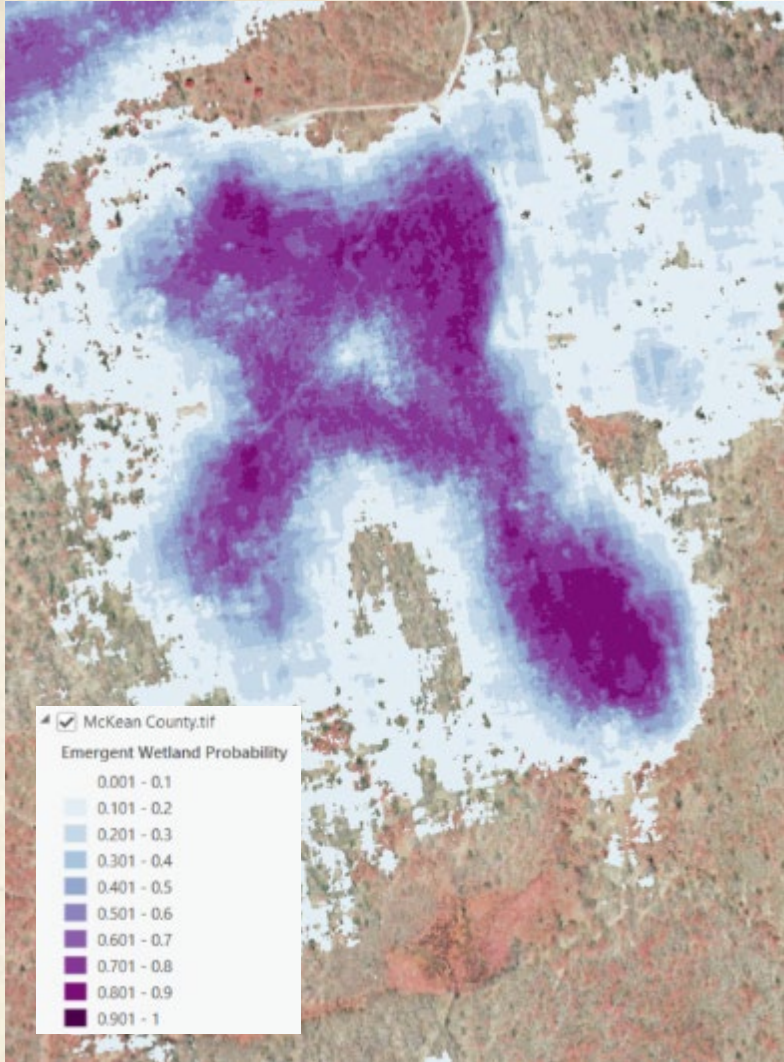 McKean County.tif
Emergent Wetland Probability
0.001 - 0.1
0.101 - 0.2
0.201 - 0.3
0.301 - 0.4
0.401 - 0.5
0.501 - 0.6
0.601 - 0.7
0.701 - 0.8
0.801 - 0.9
0.901 - 1